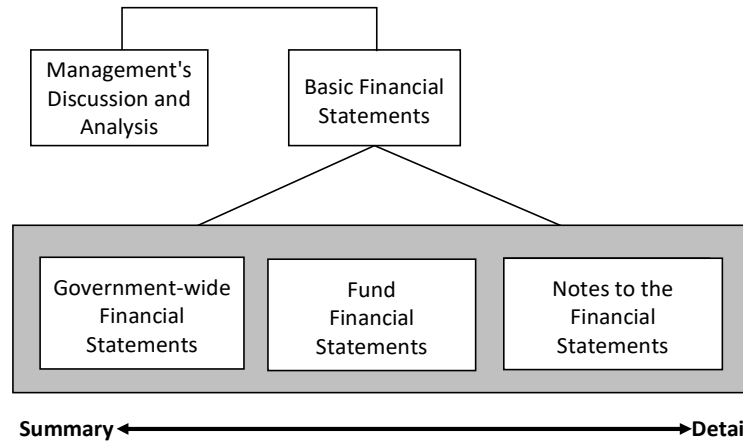 Management's
Discussion and
Analysis
Basic Financial
Statements
Government-wide
Financial
Statements
Fund
Financial
Statements
Notes to the
Financial
Statements
Summary
Detai